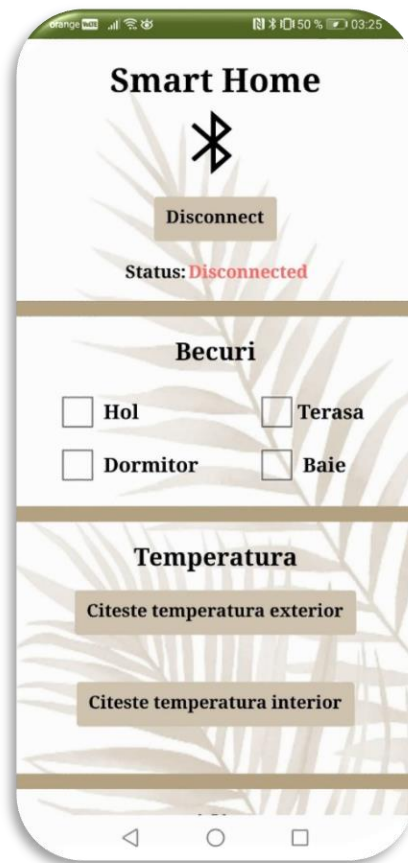 orange VoLTE 50 % 03:25
Smart Home
Disconnect
Status: Disconnected
Becuri
Hol Terasa
Dormitor Baie
Temperatura
Citeste temperatura exterior
Citeste temperatura interior